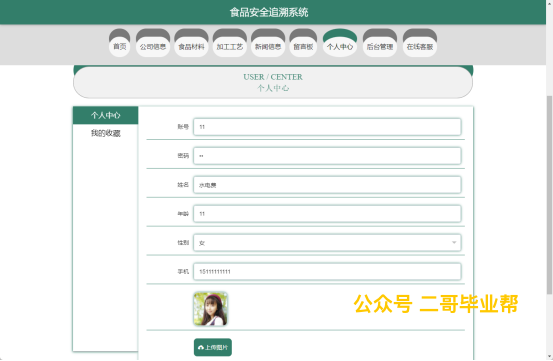 食品安全追溯系统
首页 公司信息 食品材料 加工工艺 新闻信息 留言板 个人中心 后台管理 在线客服
USER / CENTER
个人中心
个人中心
我的收藏
账号 11
密码 ••
姓名 水电费
年龄 11
性别 女
手机 15111111111
公众号 二哥毕业帮
上传图片